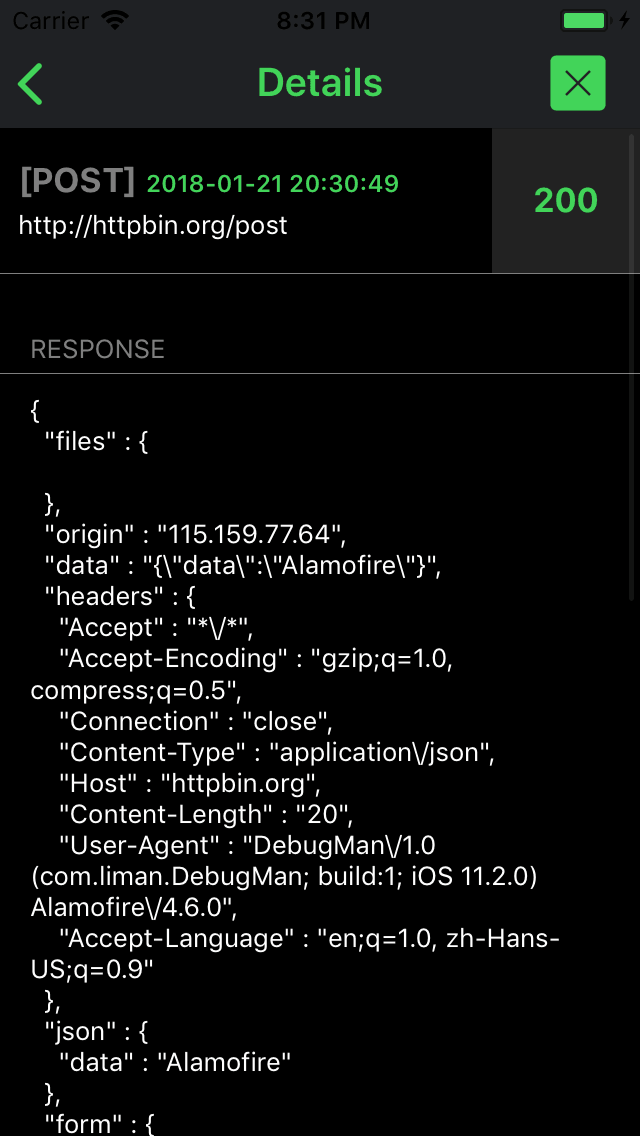 Carrier 8:31 PM
Details
[POST] 2018-01-21 20:30:49
200
http://httpbin.org/post
RESPONSE
{
"files" : {
},
"origin" : "115.159.77.64",
"data" : "{\"data\":\"Alamofire\"}",
"headers" : {
"Accept" : "*\/*",
"Accept-Encoding" : "gzip;q=1.0,
compress;q=0.5",
"Connection" : "close",
"Content-Type" : "application\/json",
"Host" : "httpbin.org",
"Content-Length" : "20",
"User-Agent" : "DebugMan\/1.0
(com.liman.DebugMan; build:1; iOS 11.2.0)
Alamofire\/4.6.0",
"Accept-Language" : "en;q=1.0, zh-Hans-
US;q=0.9"
},
"json" : {
"data" : "Alamofire"
},
"form" : {